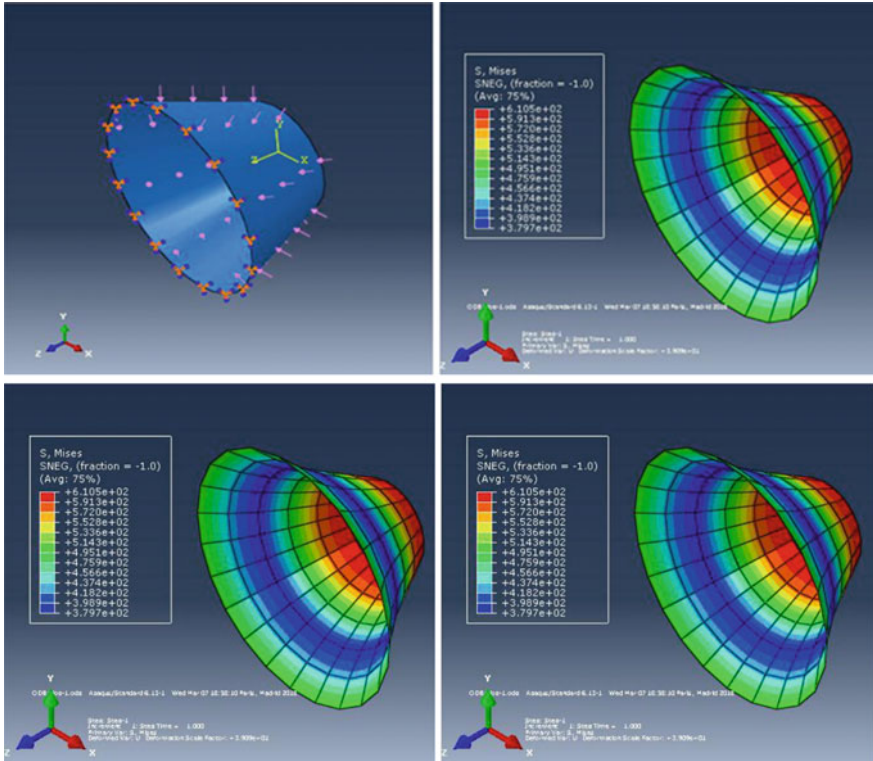 Y
Z
X
Y
Z
X
S, Mises
SNEG, (fraction = -1.0)
(Avg: 75%)
+6.105e+02
+5.913e+02
+5.720e+02
+5.528e+02
+5.336e+02
+5.143e+02
+4.951e+02
+4.759e+02
+4.566e+02
+4.374e+02
+4.182e+02
+3.989e+02
+3.797e+02
Y
Z
X
1.000
S, Mises
SNEG, (fraction = -1.0)
(Avg: 75%)
+6.105e+02
+5.913e+02
+5.720e+02
+5.528e+02
+5.336e+02
+5.143e+02
+4.951e+02
+4.759e+02
+4.566e+02
+4.374e+02
+4.182e+02
+3.989e+02
+3.797e+02
Y
Z
X
1.000
S, Mises
SNEG, (fraction = -1.0)
(Avg: 75%)
+6.105e+02
+5.913e+02
+5.720e+02
+5.528e+02
+5.336e+02
+5.143e+02
+4.951e+02
+4.759e+02
+4.566e+02
+4.374e+02
+4.182e+02
+3.989e+02
+3.797e+02
Y
Z
X
1.000